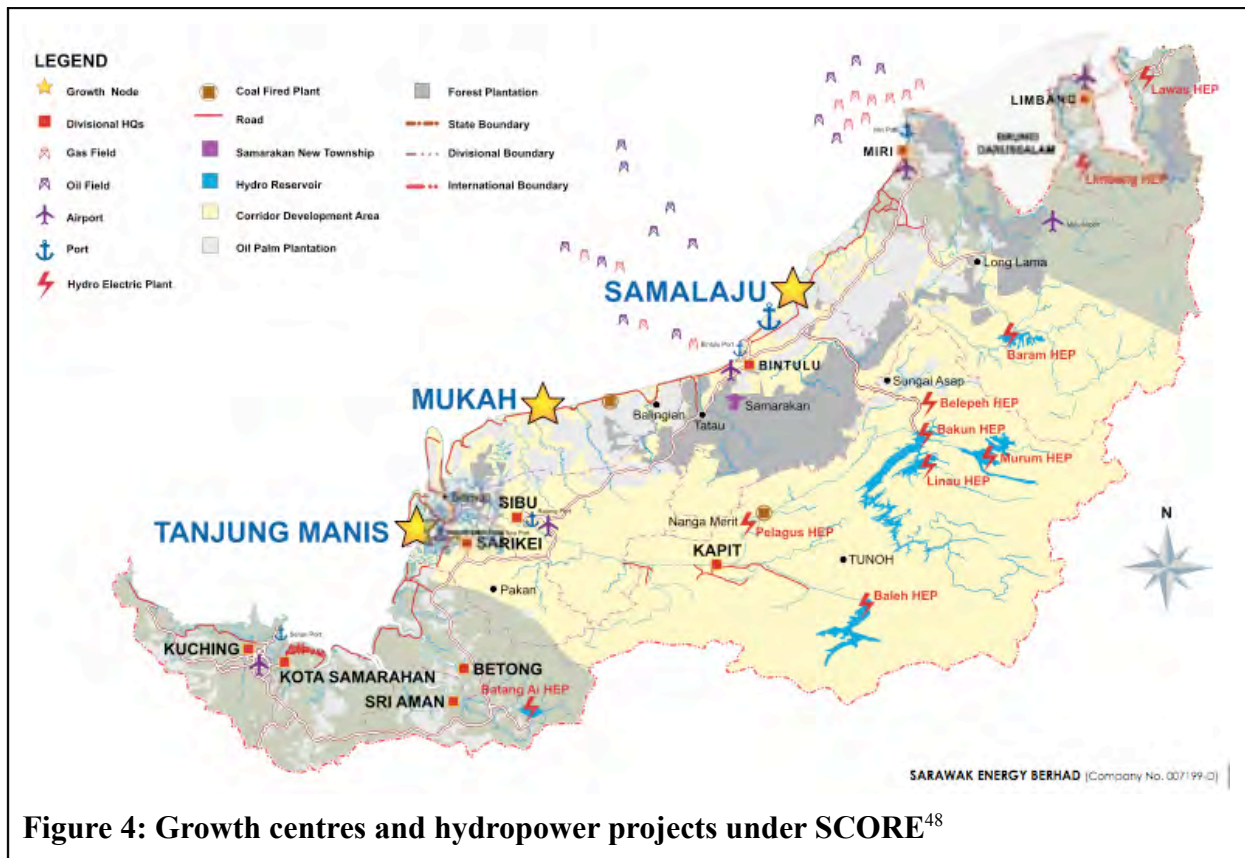 LEGEND
Growth Node
Divisional HQs
Gas Field
Oil Field
Airport
Port
Hydro Electric Plant
Coal Fired Plant
Road
Samarakan New Township
Hydro Reservoir
Corridor Development Area
Oil Palm Plantation
Forest Plantation
State Boundary
Divisional Boundary
International Boundary
LIMBANG
Lawas HEP
BRUNEI
DARUSSALAM
MIRI
Limbang HEP
Long Lama
SAMALAJU
Baram HEP
Bintulu Port
BINTULU
Sungai Asap
MUKAH
Balingian
Samarakan
Tatau
Belepeh HEP
Bakun HEP
Murum HEP
Linau HEP
SIBU
TANJUNG MANIS
SARIKEI
Nanga Merit
Pelagus HEP
N
KAPIT
TUNOH
Pakan
Baleh HEP
KUCHING
KOTA SAMARAHAN
BETONG
SRI AMAN
Batang Ai HEP
SARAWAK ENERGY BERHAD (Company No. 007199-D)
Figure 4: Growth centres and hydropower projects under SCORE48